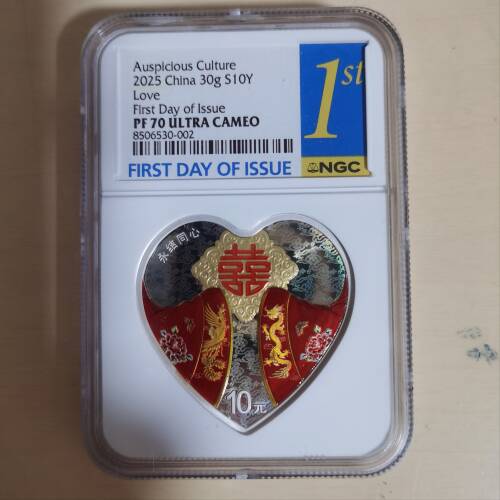 Auspicious Culture
2025 China 30g S10Y
Love
First Day of Issue
PF 70 ULTRA CAMEO
8506530-002
FIRST DAY OF ISSUE
1st
NGC
永结同心
囍
10元